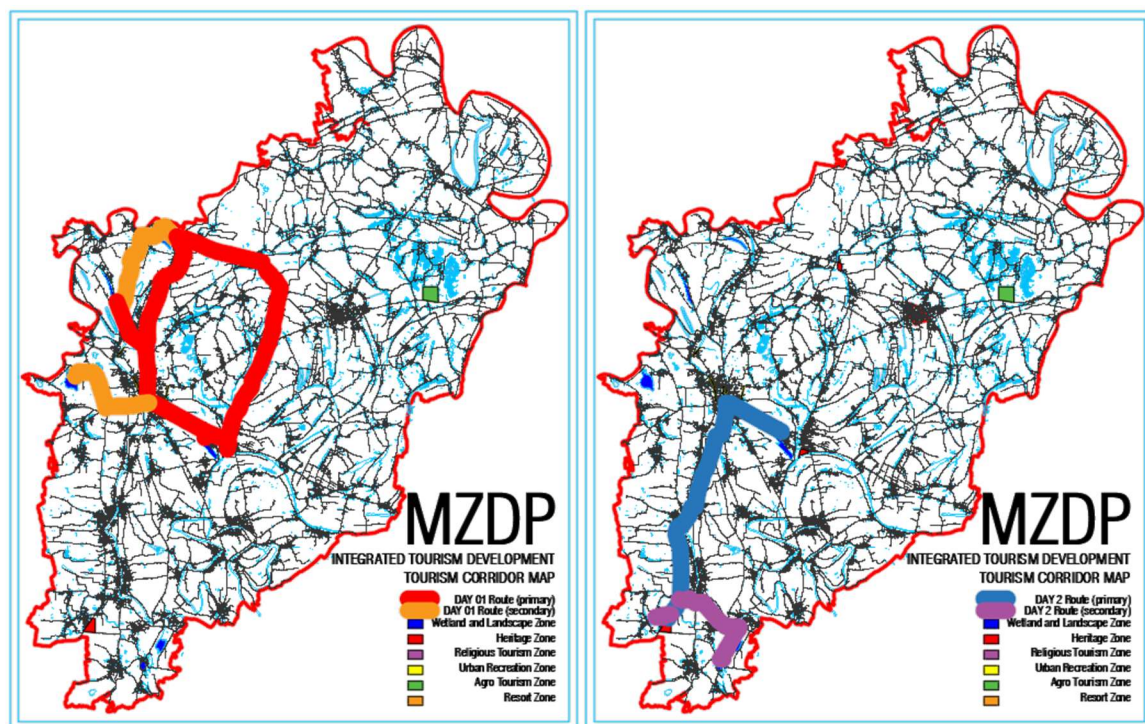 MZDP
INTEGRATED TOURISM DEVELOPMENT
TOURISM CORRIDOR MAP
DAY 01 Route (primary)
DAY 01 Route (secondary)
Wetland and Landscape Zone
Heritage Zone
Religious Tourism Zone
Urban Recreation Zone
Agro Tourism Zone
Resort Zone
MZDP
INTEGRATED TOURISM DEVELOPMENT
TOURISM CORRIDOR MAP
DAY 2 Route (primary)
DAY 2 Route (secondary)
Wetland and Landscape Zone
Heritage Zone
Religious Tourism Zone
Urban Recreation Zone
Agro Tourism Zone
Resort Zone